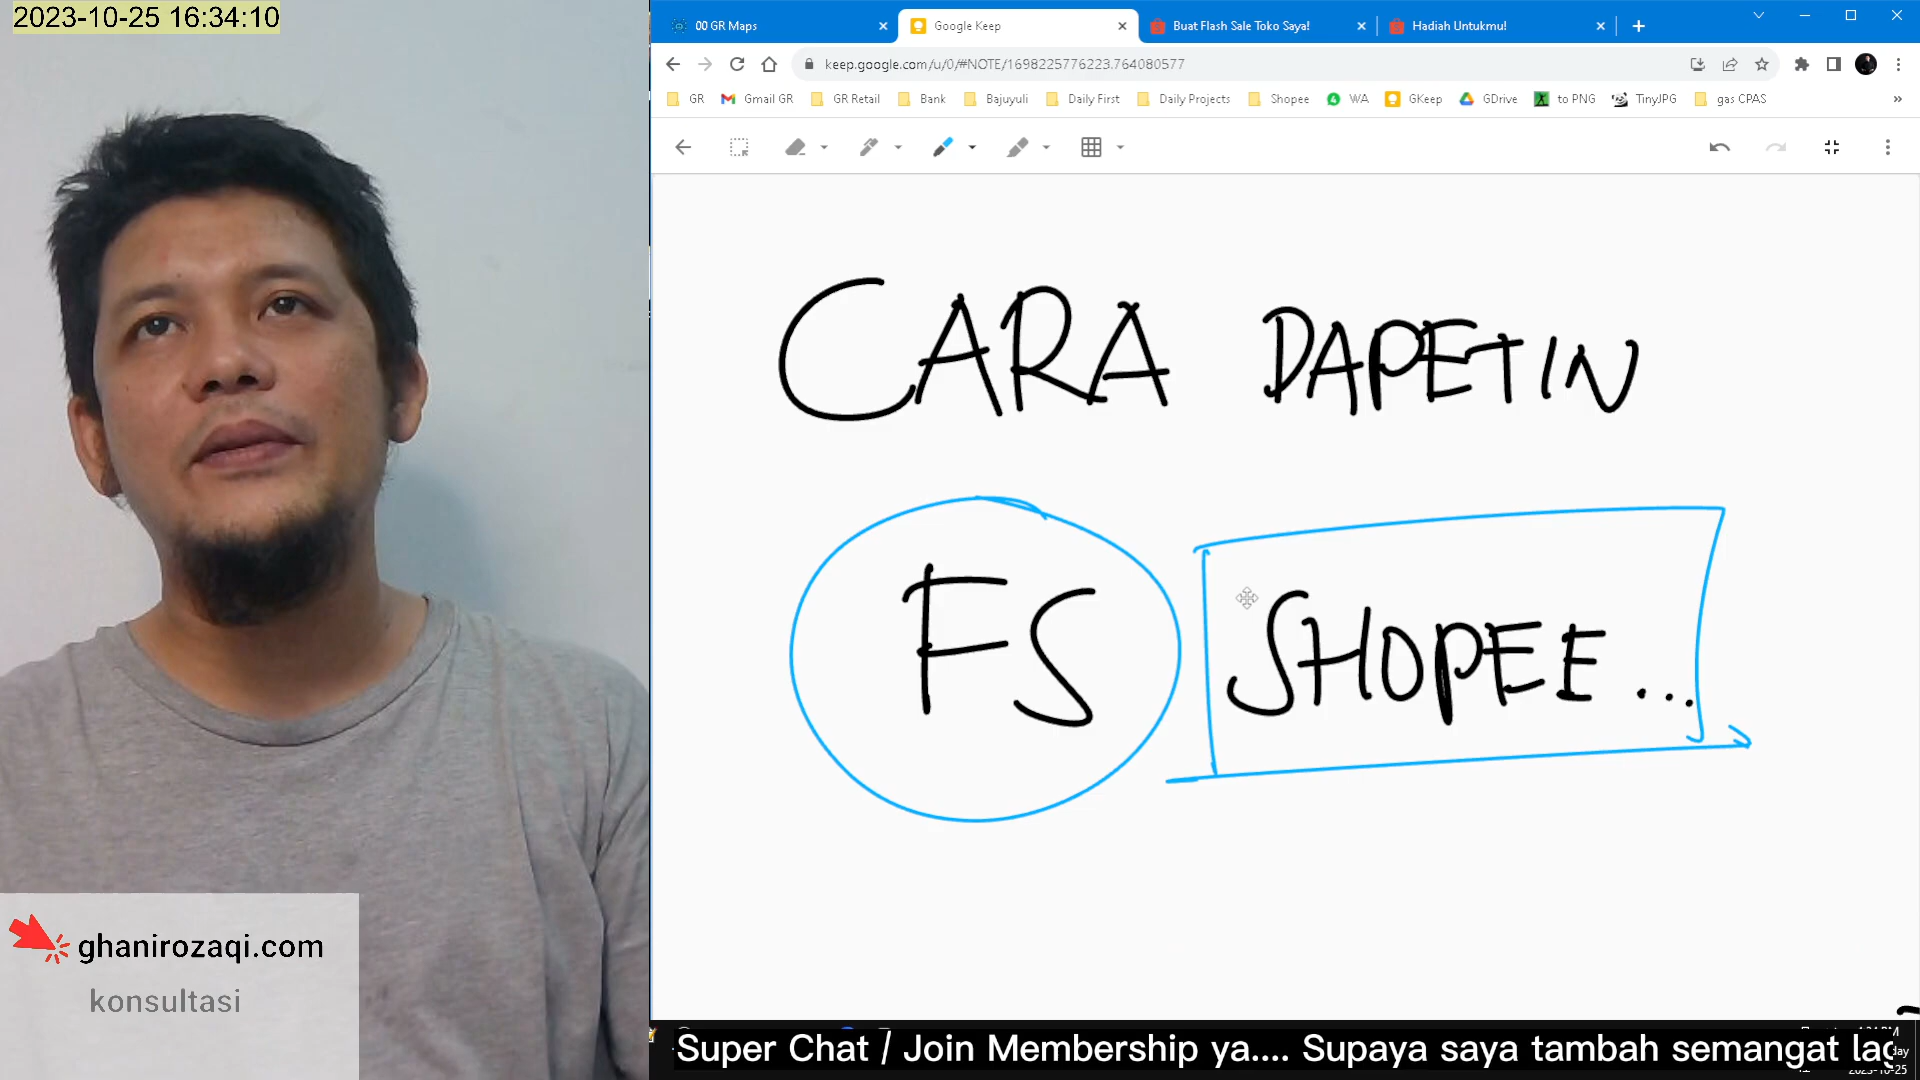 2023-10-25 16:34:10
00 GR Maps
Google Keep
Buat Flash Sale Toko Saya!
Hadiah Untukmu!
keep.google.com/u/0/#NOTE/1698225776223.764080577
GR
Gmail GR
GR Retail
Bank
Bajuyuli
Daily First
Daily Projects
Shopee
WA
GKeep
GDrive
to PNG
TinyJPG
gas CPAS
»
CARA DAPETIN
FS SHOPEE...
ghanirozaqi.com
konsultasi
Super Chat / Join Membership ya.... Supaya saya tambah semangat lag
2023-10-25